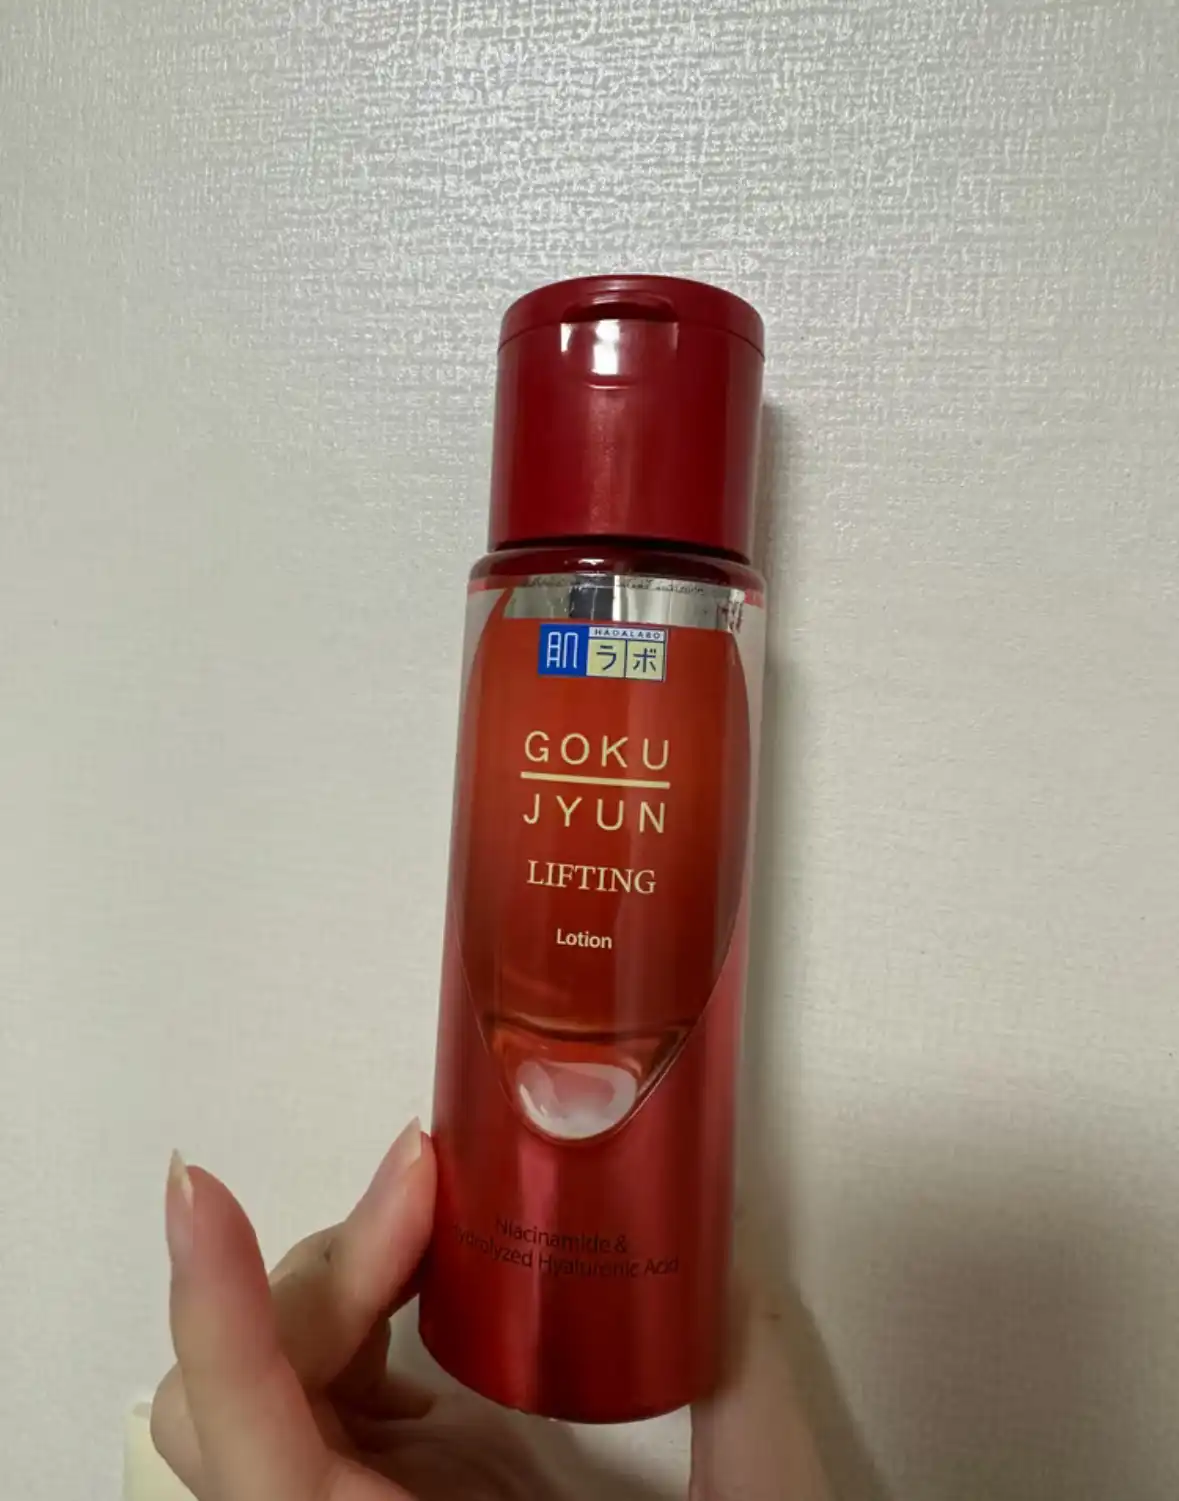 HADALABO
肌ラボ
GOKU
JYUN
LIFTING
Lotion
Niacinamide &
Hydrolyzed Hyaluronic Acid